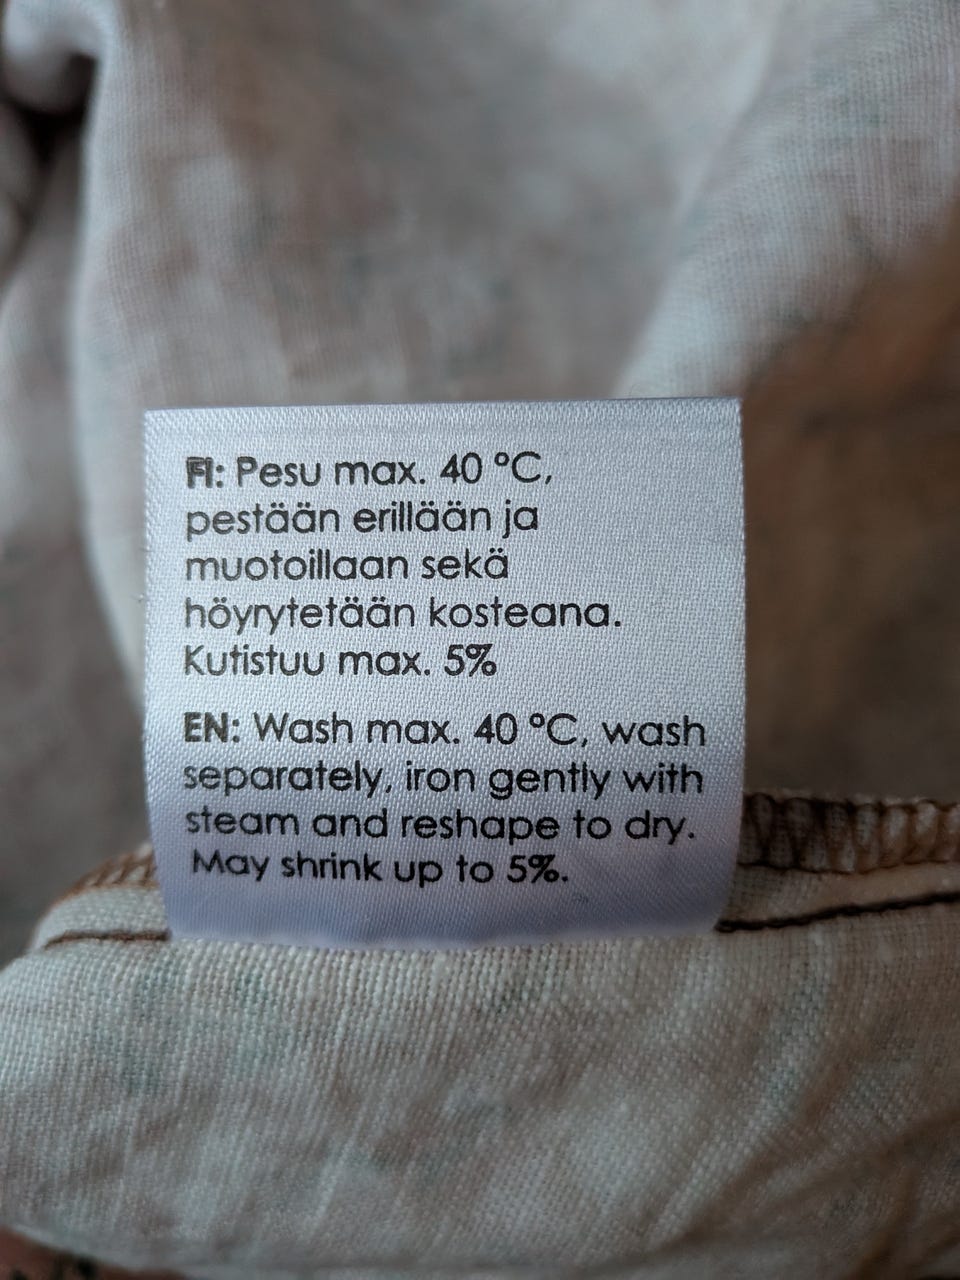 FI: Pesu max. 40 °C,
pestään erillään ja
muotoillaan sekä
höyrytetään kosteana.
Kutistuu max. 5%
EN: Wash max. 40 °C, wash
separately, iron gently with
steam and reshape to dry.
May shrink up to 5%.